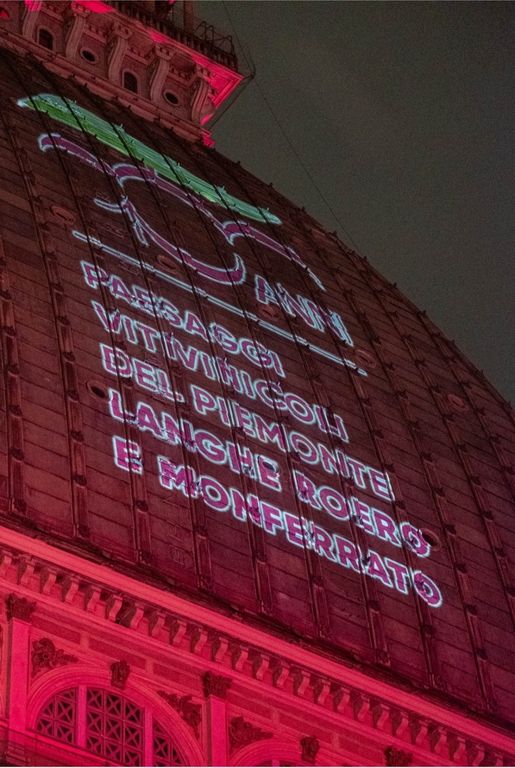 ANNI
PAESAGGI
VITIVINICOLI
DEL PIEMONTE
LANGHE ROERO
E MONFERRATO